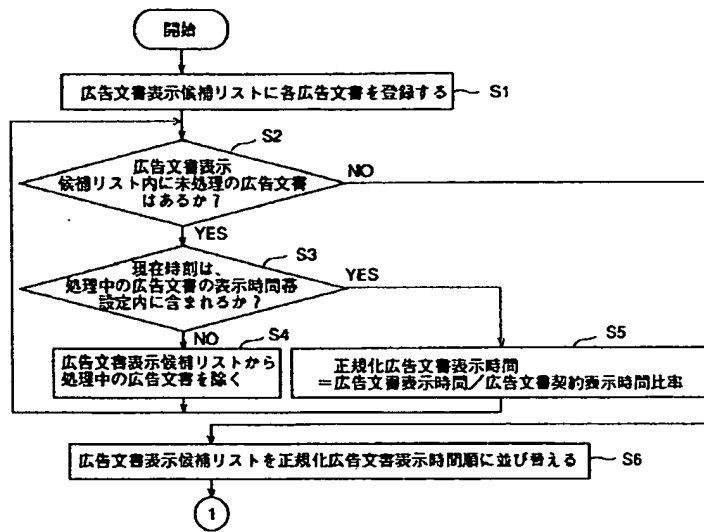 開始
広告文書表示候補リストに各広告文書を登録する
S1
S2
広告文書表示
候補リスト内に未処理の広告文書
はあるか？
NO
YES
S3
現在時刻は、
処理中の広告文書の表示時間帯
設定内に含まれるか？
YES
NO
S4
広告文書表示候補リストから
処理中の広告文書を除く
S5
正規化広告文書表示時間
＝広告文書表示時間／広告文書契約表示時間比率
広告文書表示候補リストを正規化広告文書表示時間順に並び替える
S6
1